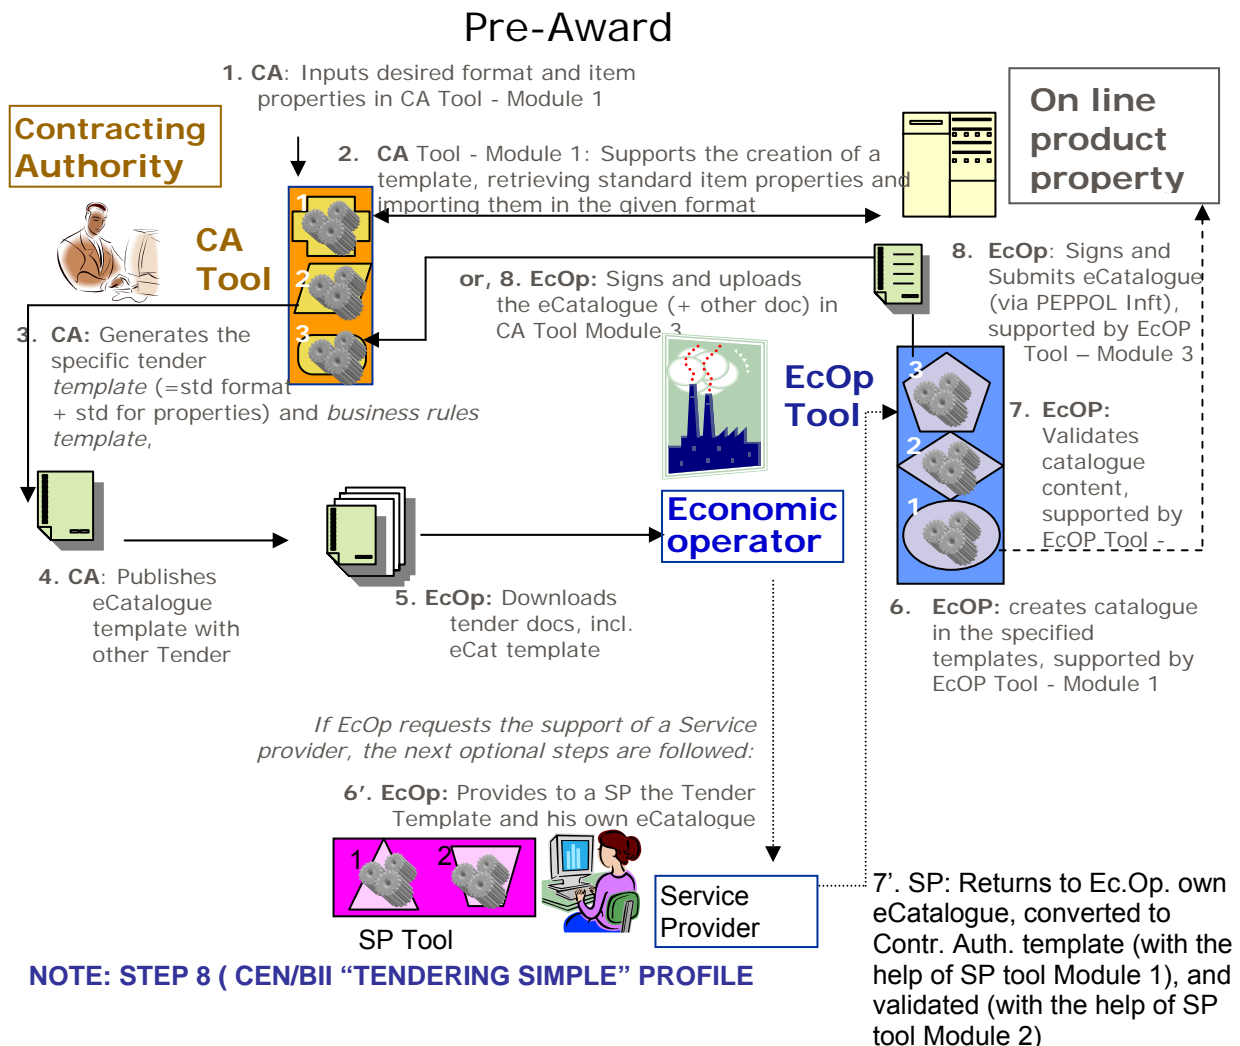 Pre-Award
1. CA: Inputs desired format and item
properties in CA Tool - Module 1
On line
product
property
Contracting
Authority
2. CA Tool - Module 1: Supports the creation of a
template, retrieving standard item properties and
importing them in the given format
CA
Tool
1
2
3
or, 8. EcOp: Signs and uploads
the eCatalogue (+ other doc) in
CA Tool Module 3
8. EcOp: Signs and
Submits eCatalogue
(via PEPPOL Inft),
supported by EcOP
Tool – Module 3
3. CA: Generates the
specific tender
template (=std format
+ std for properties) and business rules
template,
EcOp
Tool
3
2
1
7. EcOP:
Validates
catalogue
content,
supported by
EcOP Tool -
Economic
operator
4. CA: Publishes
eCatalogue
template with
other Tender
5. EcOp: Downloads
tender docs, incl.
eCat template
6. EcOP: creates catalogue
in the specified
templates, supported by
EcOP Tool - Module 1
If EcOp requests the support of a Service
provider, the next optional steps are followed:
6’. EcOp: Provides to a SP the Tender
Template and his own eCatalogue
1
2
SP Tool
Service
Provider
7’. SP: Returns to Ec.Op. own
eCatalogue, converted to
Contr. Auth. template (with the
help of SP tool Module 1), and
validated (with the help of SP
tool Module 2)
NOTE: STEP 8 ( CEN/BII “TENDERING SIMPLE” PROFILE